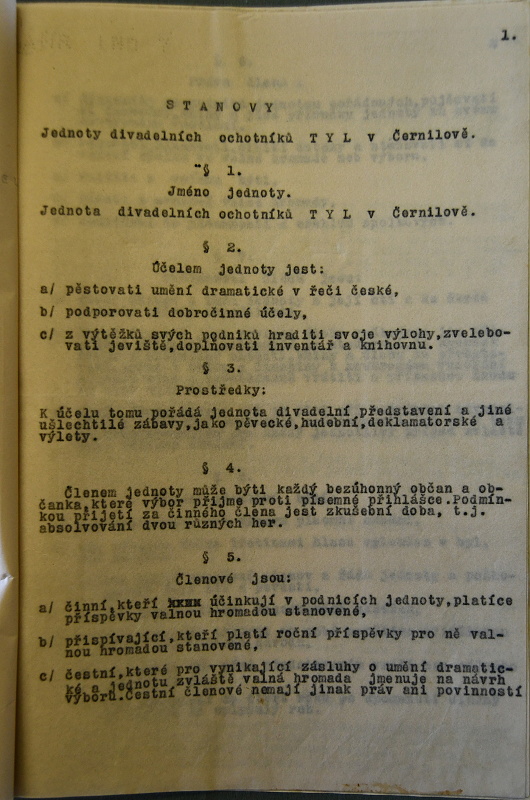 1.
STANOVY
Jednoty divadelních ochotníků T Y L v Černilově.
§ 1.
Jméno jednoty.
Jednota divadelních ochotníků T Y L v Černilově.
§ 2.
Účelem jednoty jest:
a/ pěstovati umění dramatické v řeči české,
b/ podporovati dobročinné účely,
c/ z výtěžků svých podniků hraditi svoje výlohy,zvelebo-
vati jeviště,doplňovati inventář a knihovnu.
§ 3.
Prostředky:
K účelu tomu pořádá jednota divadelní představení a jiné
ušlechtilé zábavy,jako pěvecké,hudební,deklamatorské a
výlety.
§ 4.
Členem jednoty může býti každý bezúhonný občan a ob-
čanka,které výbor přijme proti písemné přihlášce.Podmín-
kou přijetí za činného člena jest zkušební doba, t.j.
absolvování dvou různých her.
§ 5.
Členové jsou:
a/ činní,kteří účinkují v podnicích jednoty,platíce
příspěvky valnou hromadou stanovené,
b/ přispívající,kteří platí roční příspěvky pro ně val-
nou hromadou stanovené,
c/ čestní,které pro vynikající zásluhy o umění dramatic-
ké a jednotu zvláště valná hromada jmenuje na návrh
výboru.Čestní členové nemají jinak práv ani povinností